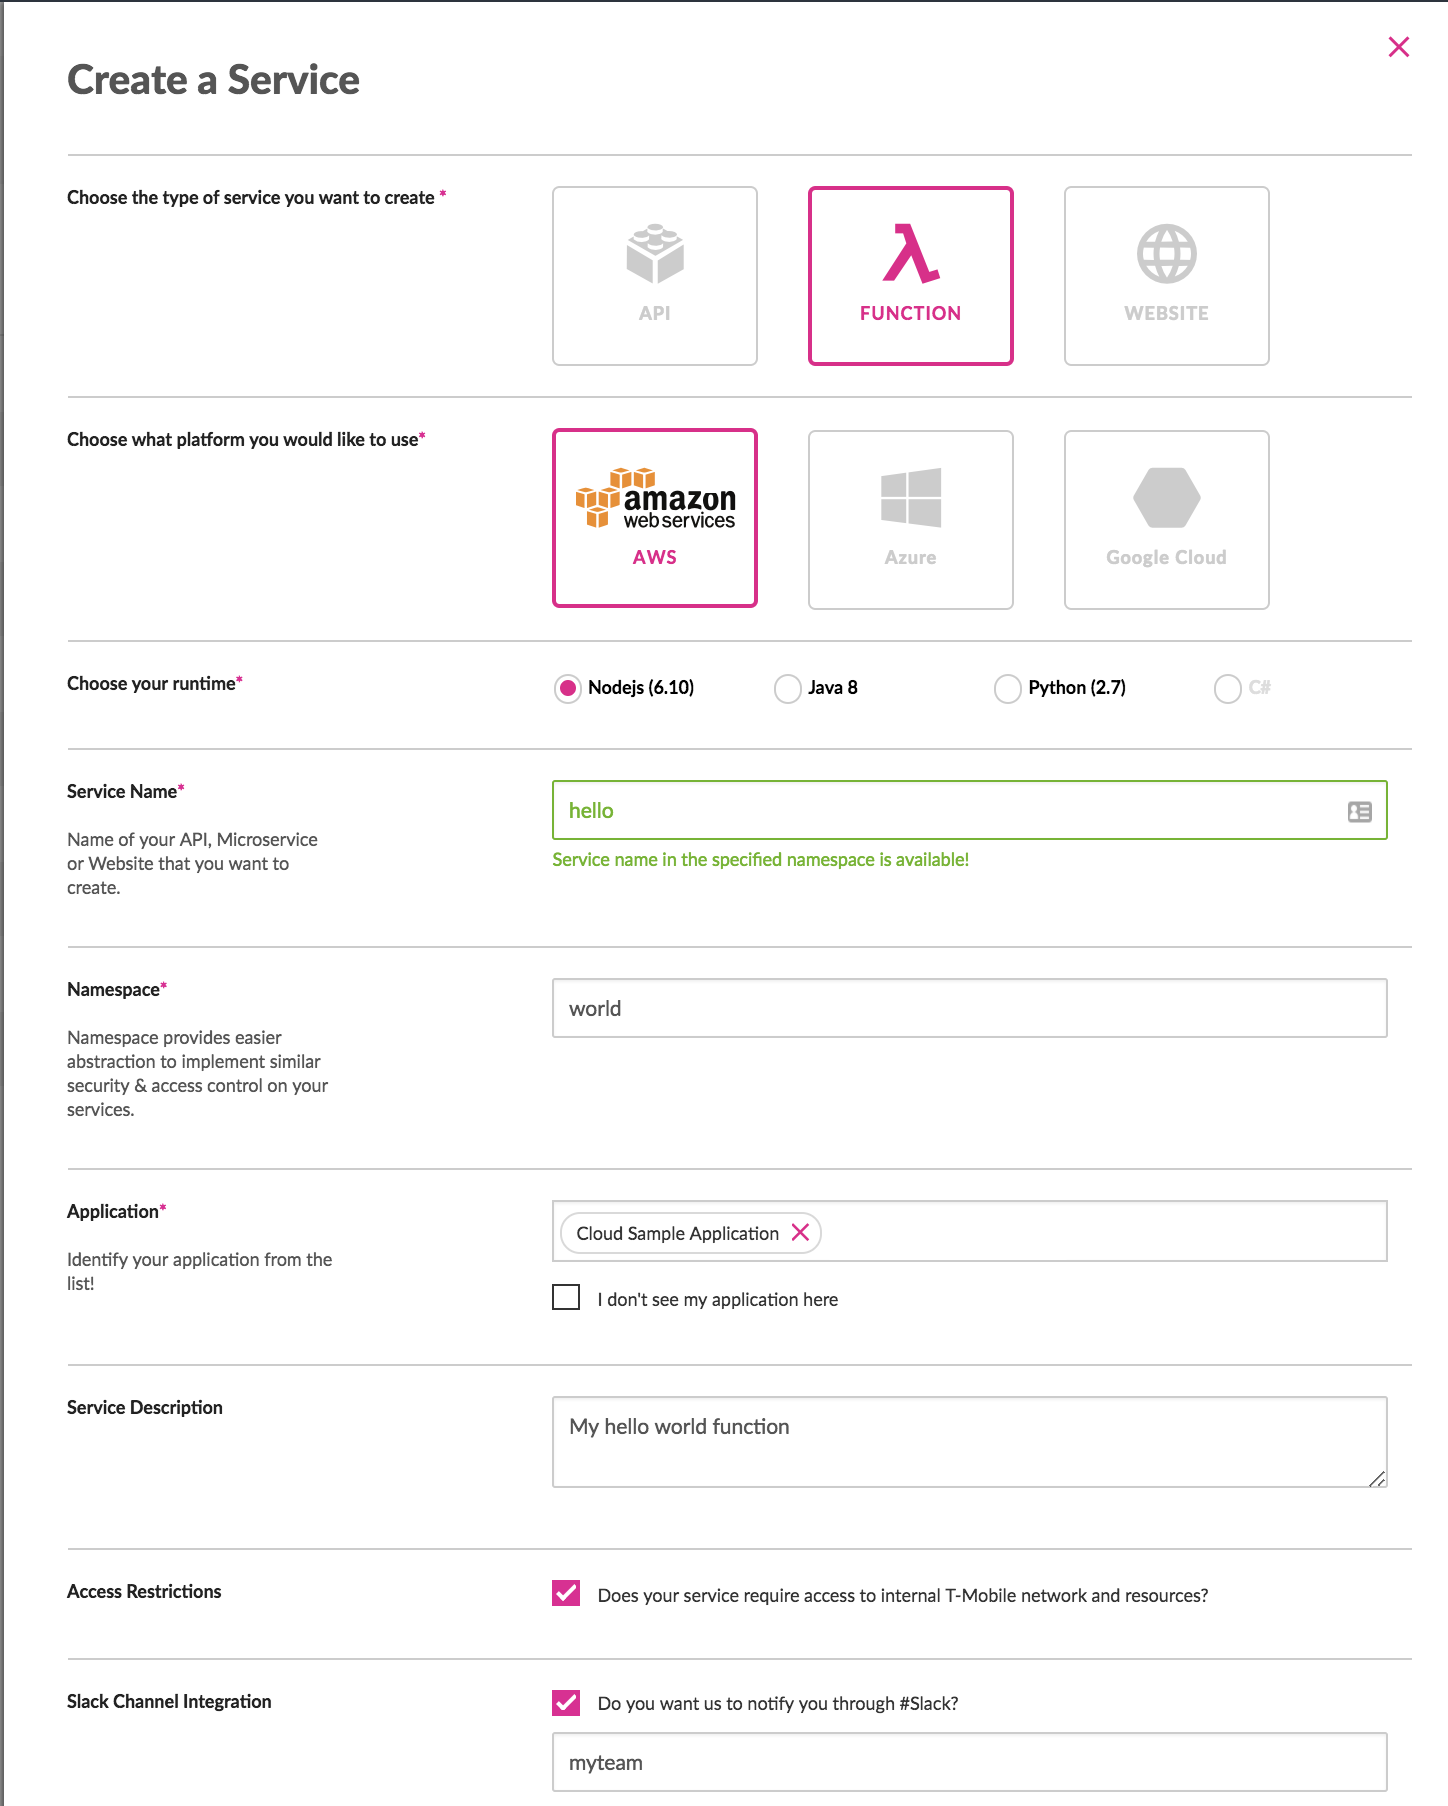 Create a Service
Choose the type of service you want to create *
API
FUNCTION
WEBSITE
Choose what platform you would like to use*
amazon
web services
AWS
Azure
Google Cloud
Choose your runtime*
Nodejs (6.10)
Java 8
Python (2.7)
C#
Service Name*
Name of your API, Microservice
or Website that you want to
create.
hello
Service name in the specified namespace is available!
Namespace*
Namespace provides easier
abstraction to implement similar
security & access control on your
services.
world
Application*
Identify your application from the
list!
Cloud Sample Application
I don't see my application here
Service Description
My hello world function
Access Restrictions
Does your service require access to internal T-Mobile network and resources?
Slack Channel Integration
Do you want us to notify you through #Slack?
myteam